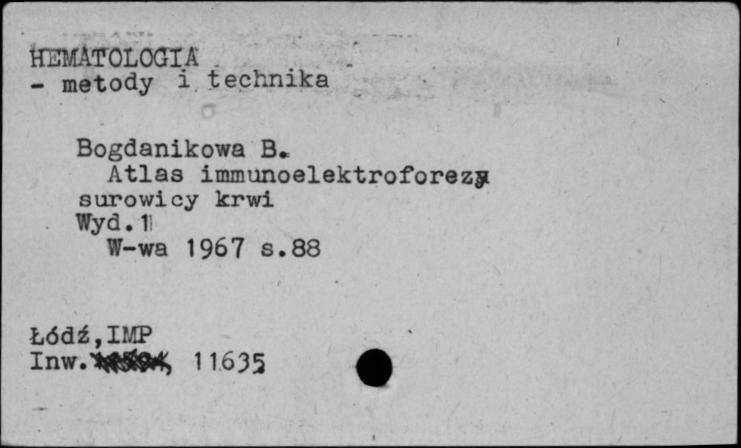 HEMATOLOGIA
- metody i technika
Bogdanikowa B.
Atlas immunoelektroforezy
surowicy krwi
Wyd.1
W-wa 1967 s.88
Łódź,IMP
Inw. 11635